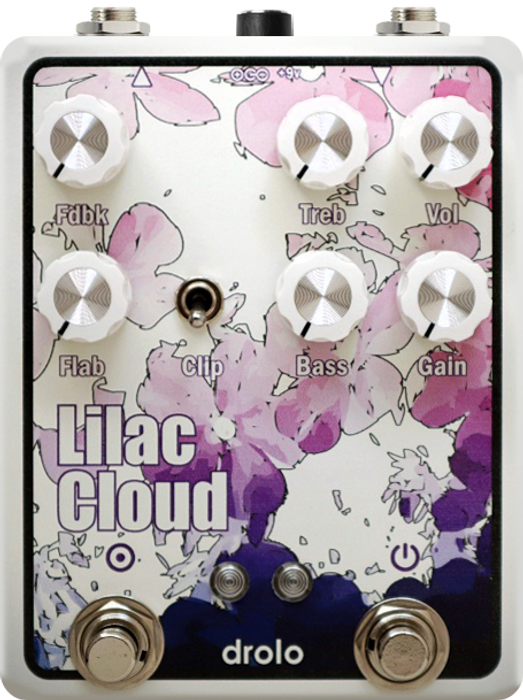 +9v
Fdbk Treb Vol
Flab Clip Bass Gain
Lilac
Cloud
drolo